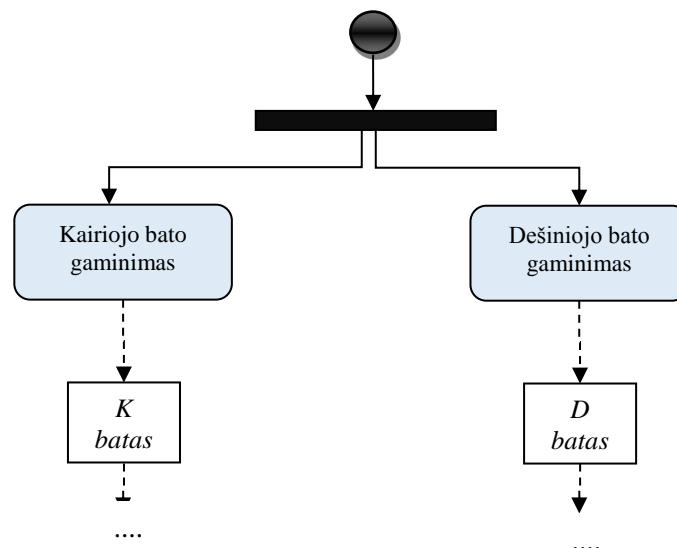 Kairiojo bato
gaminimas
Dešiniojo bato
gaminimas
K
batas
D
batas
....
....